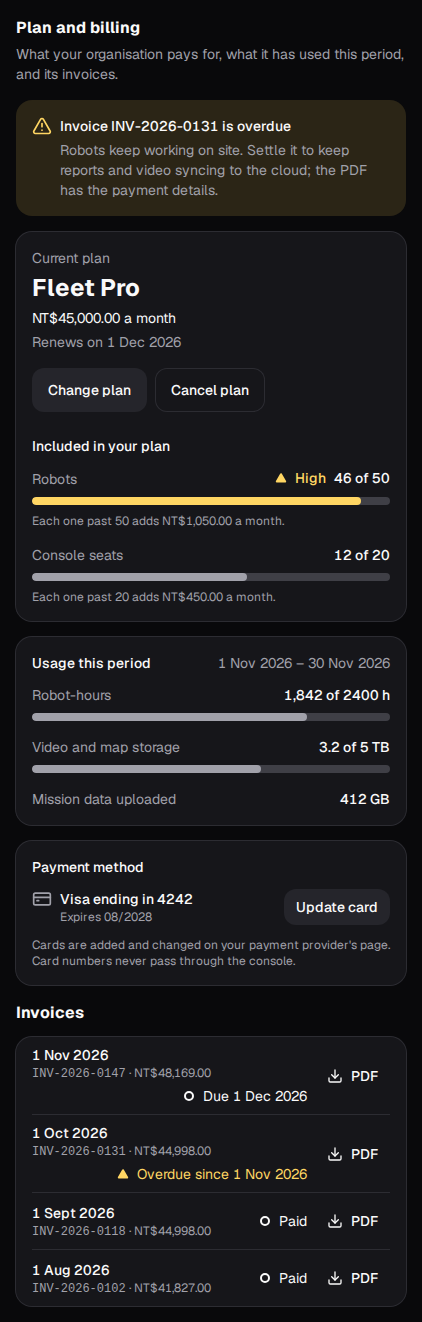 Plan and billing
What your organisation pays for, what it has used this period,
and its invoices.
Invoice INV-2026-0131 is overdue
Robots keep working on site. Settle it to keep
reports and video syncing to the cloud; the PDF
has the payment details.
Current plan
Fleet Pro
NT$45,000.00 a month
Renews on 1 Dec 2026
Change plan
Cancel plan
Included in your plan
Robots High 46 of 50
Each one past 50 adds NT$1,050.00 a month.
Console seats 12 of 20
Each one past 20 adds NT$450.00 a month.
Usage this period 1 Nov 2026 – 30 Nov 2026
Robot-hours 1,842 of 2400 h
Video and map storage 3.2 of 5 TB
Mission data uploaded 412 GB
Payment method
Visa ending in 4242
Expires 08/2028
Update card
Cards are added and changed on your payment provider's page.
Card numbers never pass through the console.
Invoices
1 Nov 2026
INV-2026-0147 · NT$48,169.00
Due 1 Dec 2026
PDF
1 Oct 2026
INV-2026-0131 · NT$44,998.00
Overdue since 1 Nov 2026
PDF
1 Sept 2026
INV-2026-0118 · NT$44,998.00
Paid
PDF
1 Aug 2026
INV-2026-0102 · NT$41,827.00
Paid
PDF